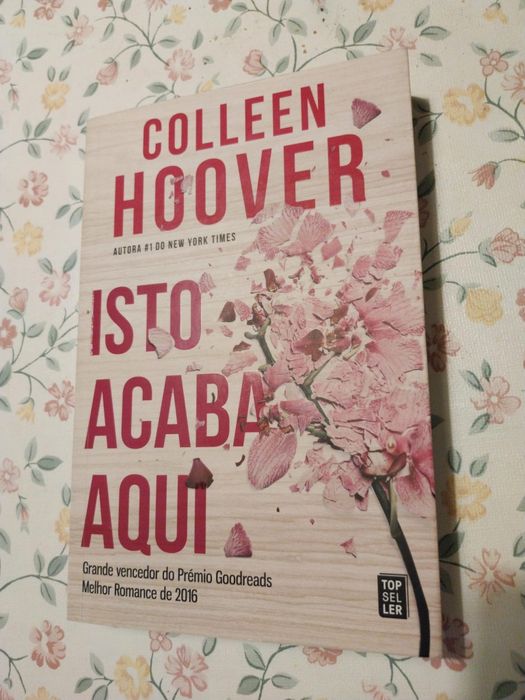 COLLEEN
HOOVER
AUTORA #1 DO NEW YORK TIMES
ISTO
ACABA
AQUI
Grande vencedor do Prémio Goodreads
Melhor Romance de 2016
TOP
SEL
LER